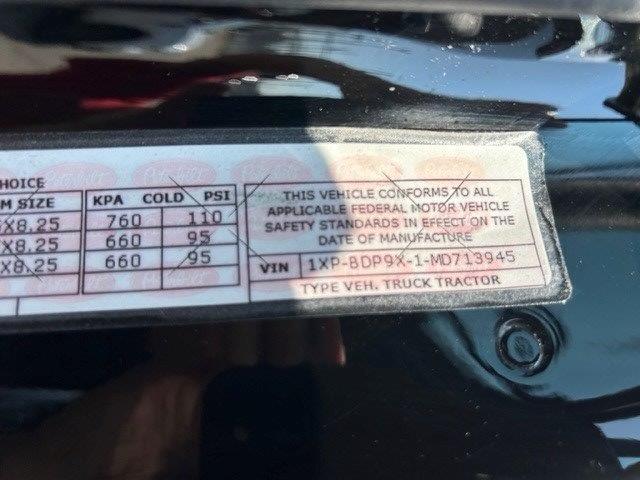 HOICE
M SIZE KPA COLD PSI
X8.25 760 110
X8.25 660 95
X8.25 660 95
THIS VEHICLE CONFORMS TO ALL
APPLICABLE FEDERAL MOTOR VEHICLE
SAFETY STANDARDS IN EFFECT ON THE
DATE OF MANUFACTURE
VIN 1XP-BDP9X-1-MD713945
TYPE VEH. TRUCK TRACTOR